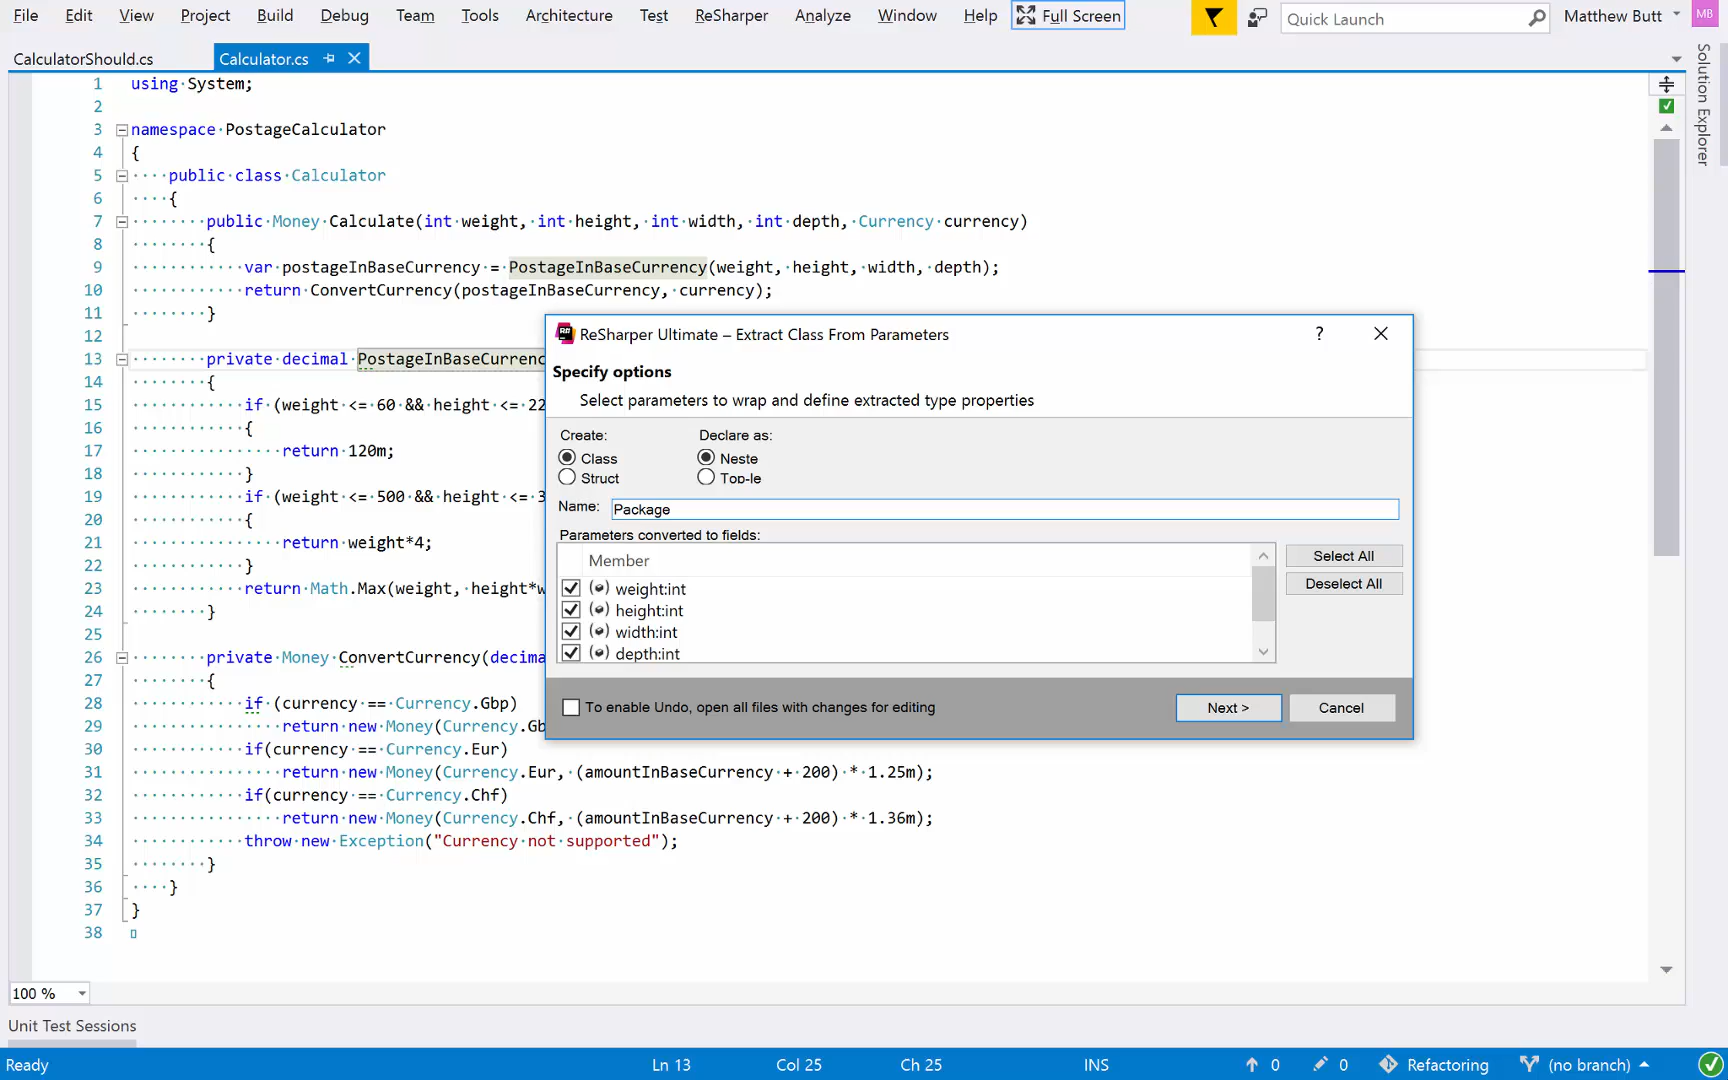 File Edit View Project Build Debug Team Tools Architecture Test ReSharper Analyze Window Help Full Screen Quick Launch Matthew Butt MB
CalculatorShould.cs Calculator.cs
Solution Explorer
1 using System;
2
3 namespace PostageCalculator
4 {
5 public class Calculator
6 {
7 public Money Calculate(int weight, int height, int width, int depth, Currency currency)
8 {
9 var postageInBaseCurrency = PostageInBaseCurrency(weight, height, width, depth);
10 return ConvertCurrency(postageInBaseCurrency, currency);
11 }
12
13 private decimal PostageInBaseCurrenc
14 {
15 if (weight <= 60 && height <= 22
16 {
17 return 120m;
18 }
19 if (weight <= 500 && height <= 3
20 {
21 return weight*4;
22 }
23 return Math.Max(weight, height*w
24 }
25
26 private Money ConvertCurrency(decima
27 {
28 if (currency == Currency.Gbp)
29 return new Money(Currency.Gb
30 if(currency == Currency.Eur)
31 return new Money(Currency.Eur, (amountInBaseCurrency + 200) * 1.25m);
32 if(currency == Currency.Chf)
33 return new Money(Currency.Chf, (amountInBaseCurrency + 200) * 1.36m);
34 throw new Exception("Currency not supported");
35 }
36 }
37 }
38
ReSharper Ultimate – Extract Class From Parameters ?
Specify options
Select parameters to wrap and define extracted type properties
Create: Declare as:
Class Neste
Struct Top-le
Name: Package
Parameters converted to fields:
Member Select All
weight:int Deselect All
height:int
width:int
depth:int
To enable Undo, open all files with changes for editing Next > Cancel
100 %
Unit Test Sessions
Ready Ln 13 Col 25 Ch 25 INS 0 0 Refactoring (no branch)